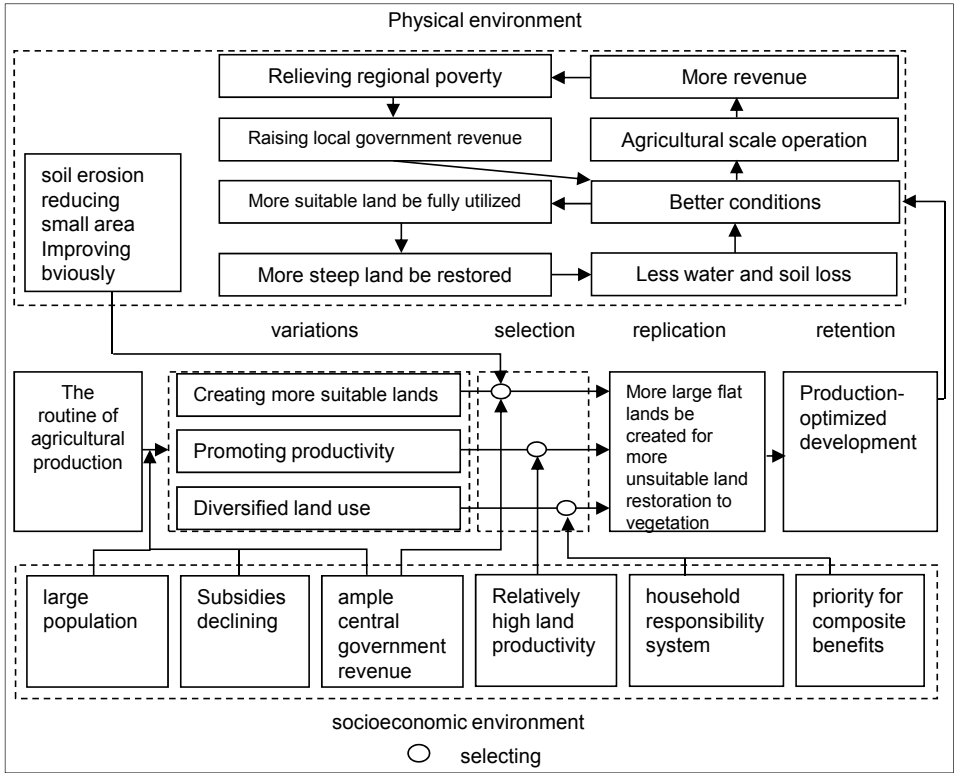 Physical environment
Relieving regional poverty
More revenue
Raising local government revenue
Agricultural scale operation
soil erosion
reducing
small area
Improving
bviously
More suitable land be fully utilized
Better conditions
More steep land be restored
Less water and soil loss
variations
selection
replication
retention
The
routine of
agricultural
production
Creating more suitable lands
Promoting productivity
Diversified land use
More large flat
lands be
created for
more
unsuitable land
restoration to
vegetation
Production-
optimized
development
large
population
Subsidies
declining
ample
central
government
revenue
Relatively
high land
productivity
household
responsibility
system
priority for
composite
benefits
socioeconomic environment
selecting